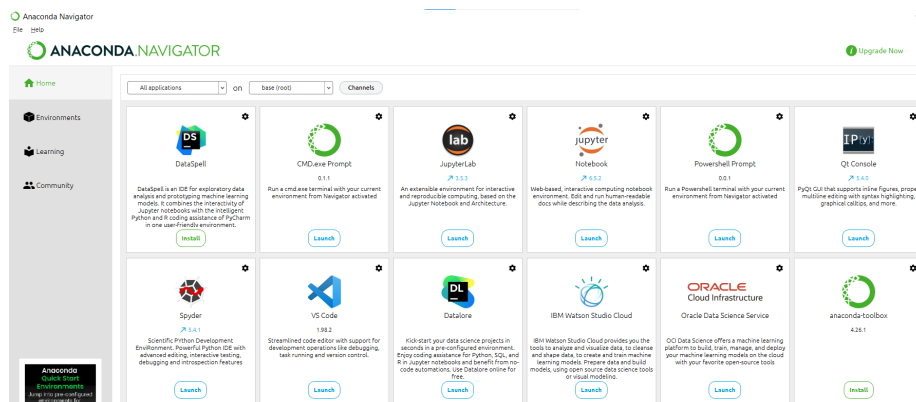 Anaconda Navigator
File Help
ANACONDA.NAVIGATOR
i Upgrade Now
Home
Environments
Learning
Community
All applications on base (root) Channels
DS
DataSpell
DataSpell is an IDE for exploratory data
analysis and prototyping machine learning
models. It combines the interactivity of
Jupyter notebooks with the intelligent
Python and R coding assistance of PyCharm
in one user-friendly environment.
Install
CMD.exe Prompt
0.1.1
Run a cmd.exe terminal with your current
environment from Navigator activated
Launch
lab
JupyterLab
3.5.3
An extensible environment for interactive
and reproducible computing, based on the
Jupyter Notebook and Architecture.
Launch
jupyter
Notebook
6.5.2
Web-based, interactive computing notebook
environment. Edit and run human-readable
docs while describing the data analysis.
Launch
Powershell Prompt
0.0.1
Run a Powershell terminal with your current
environment from Navigator activated
Launch
IP[y]:
Qt Console
5.4.0
PyQt GUI that supports inline figures, prope
multiline editing with syntax highlighting,
graphical calltips, and more.
Launch
Spyder
5.4.1
Scientific PYthon Development
EnviRonment. Powerful Python IDE with
advanced editing, interactive testing,
debugging and introspection features
Launch
VS Code
1.98.2
Streamlined code editor with support for
development operations like debugging,
task running and version control.
Launch
DL
Datalore
Kick-start your data science projects in
seconds in a pre-configured environment.
Enjoy coding assistance for Python, SQL, and
R in Jupyter notebooks and benefit from no-
code automations. Use Datalore online for
free.
Launch
IBM Watson Studio Cloud
IBM Watson Studio Cloud provides you the
tools to analyze and visualize data, to cleanse
and shape data, to create and train machine
learning models. Prepare data and build
models, using open source data science tools
or visual modeling.
Launch
ORACLE
Cloud Infrastructure
Oracle Data Science Service
OCI Data Science offers a machine learning
platform to build, train, manage, and deploy
your machine learning models on the cloud
with your favorite open-source tools
Launch
anaconda-toolbox
4.26.1
Install
Anaconda
Quick Start
Environments
Jump into pre-configured
environments for